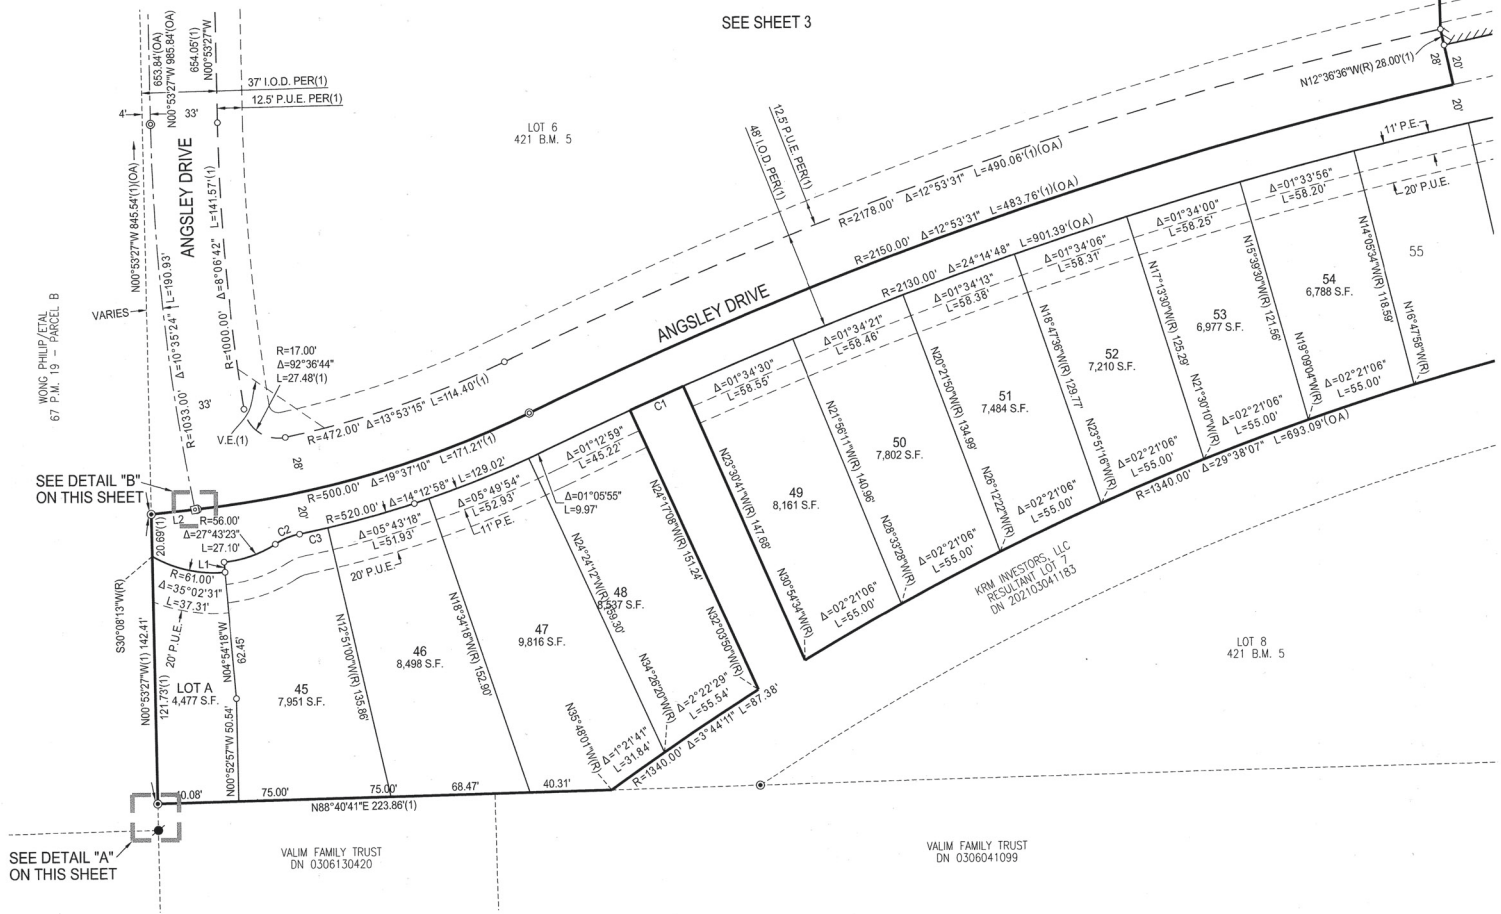 SEE SHEET 3
653.84'(OA)
N00°53'27"W 985.84'(OA)
654.05'(1)
N00°53'27"W
37' I.O.D. PER(1)
12.5' P.U.E. PER(1)
4'
33'
ANGSLEY DRIVE
N00°53'27"W 845.54'(1)(OA)
R=1033.00' Δ=10°35'24" L=190.93'
R=1000.00' Δ=8°06'42" L=141.57'(1)
VARIES
WONG PHILIP/ETAL
67 P.M. 19 - PARCEL B
R=17.00'
Δ=92°36'44"
L=27.48'(1)
33'
V.E.(1)
LOT 6
421 B.M. 5
12.5' P.U.E. PER(1)
48' I.O.D. PER(1)
N12°36'36"W(R) 28.00'(1)
28'
20'
20'
11' P.E.
20' P.U.E.
R=2178.00' Δ=12°53'31" L=490.06'(1)(OA)
R=2150.00' Δ=12°53'31" L=483.76'(1)(OA)
R=2130.00' Δ=24°14'48" L=901.39'(OA)
ANGSLEY DRIVE
R=472.00' Δ=13°53'15" L=114.40'(1)
R=500.00' Δ=19°37'10" L=171.21'(1)
R=520.00' Δ=14°12'58" L=129.02'
28'
20'
SEE DETAIL "B"
ON THIS SHEET
L2
R=56.00'
Δ=27°43'23"
L=27.10'
C2
C3
L1
20.69'(1)
R=61.00'
Δ=35°02'31"
L=37.31'
20' P.U.E.
S30°08'13"W(R)
N00°53'27"W(1) 142.41'
121.73'(1)
LOT A
4,477 S.F.
N04°54'18"W
62.45'
N00°52'57"W 50.54'
45
7,951 S.F.
N12°51'00"W(R) 135.86'
Δ=05°43'18"
L=51.93'
20' P.U.E.
46
8,498 S.F.
N18°34'18"W(R) 152.90'
Δ=05°49'54"
L=52.93'
11' P.E.
47
9,816 S.F.
N24°24'12"W(R) 159.30'
Δ=01°05'55"
L=9.97'
Δ=01°12'59"
L=45.22'
48
8,537 S.F.
N24°17'08"W(R) 151.24'
N32°03'50"W(R)
N34°26'20"W(R)
N35°48'01"W(R)
Δ=1°21'41"
L=31.84'
Δ=2°22'29"
L=55.54'
R=1340.00' Δ=3°44'11" L=87.38'
C1
N23°30'41"W(R) 147.68'
N30°54'34"W(R)
Δ=01°34'30"
L=58.55'
49
8,161 S.F.
Δ=02°21'06"
L=55.00'
N21°56'11"W(R) 140.96'
N28°33'28"W(R)
Δ=01°34'21"
L=58.46'
50
7,802 S.F.
Δ=02°21'06"
L=55.00'
N20°21'50"W(R) 134.99'
N26°12'22"W(R)
Δ=01°34'13"
L=58.38'
51
7,484 S.F.
Δ=02°21'06"
L=55.00'
N18°47'36"W(R) 129.77'
N23°51'16"W(R)
Δ=01°34'06"
L=58.31'
52
7,210 S.F.
Δ=02°21'06"
L=55.00'
N17°13'30"W(R) 125.29'
N21°30'10"W(R)
Δ=01°34'00"
L=58.25'
53
6,977 S.F.
Δ=02°21'06"
L=55.00'
N15°39'30"W(R) 121.56'
N19°09'04"W(R)
Δ=01°33'56"
L=58.20'
54
6,788 S.F.
Δ=02°21'06"
L=55.00'
N14°05'34"W(R) 118.59'
N16°47'58"W(R)
55
R=1340.00' Δ=29°38'07" L=693.09'(OA)
KRM INVESTORS, LLC
RESULTANT LOT 7
DN 202103041183
LOT 8
421 B.M. 5
40.08'
75.00'
75.00'
68.47'
40.31'
N88°40'41"E 223.86'(1)
SEE DETAIL "A"
ON THIS SHEET
VALIM FAMILY TRUST
DN 0306130420
VALIM FAMILY TRUST
DN 0306041099